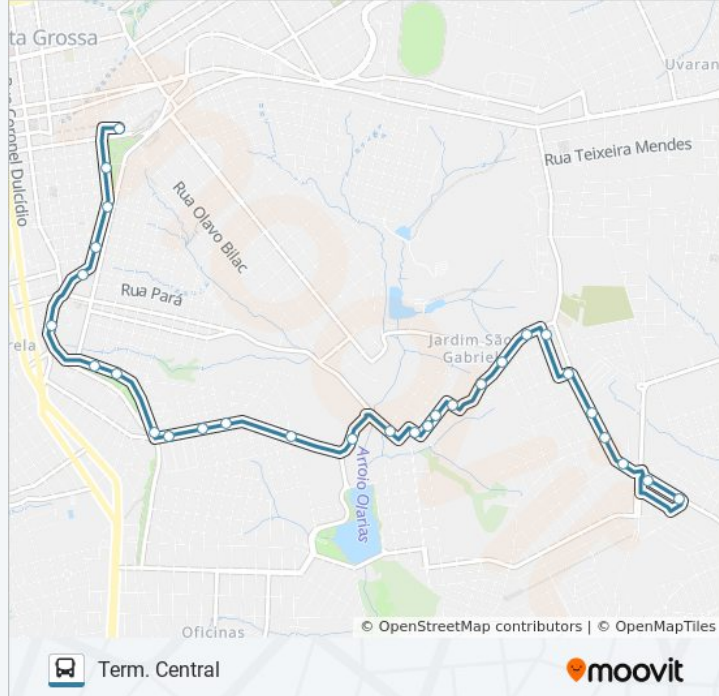 ta Grossa
Uvaran
Rua Coronel Dulcídio
Rua Teixeira Mendes
Rua Olavo Bilac
Rua Pará
Jardim São
Gabriel
rela
Arroio Olarias
© OpenStreetMap contributors | © OpenMapTiles
Oficinas
Term. Central
moovit